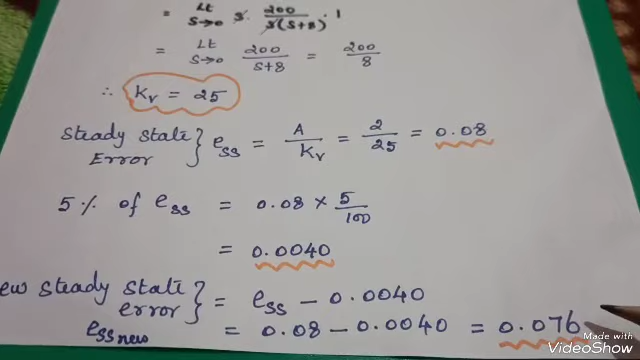 = Lt s→0 s · 200 / s(s+8) · 1
= Lt s→0 200 / s+8 = 200 / 8
∴ Kv = 25
Steady State Error } ess = A / Kv = 2 / 25 = 0.08
5 % of ess = 0.08 × 5 / 100
= 0.0040
ew steady state error } = ess − 0.0040
ess new = 0.08 − 0.0040 = 0.076
Made with
VideoShow